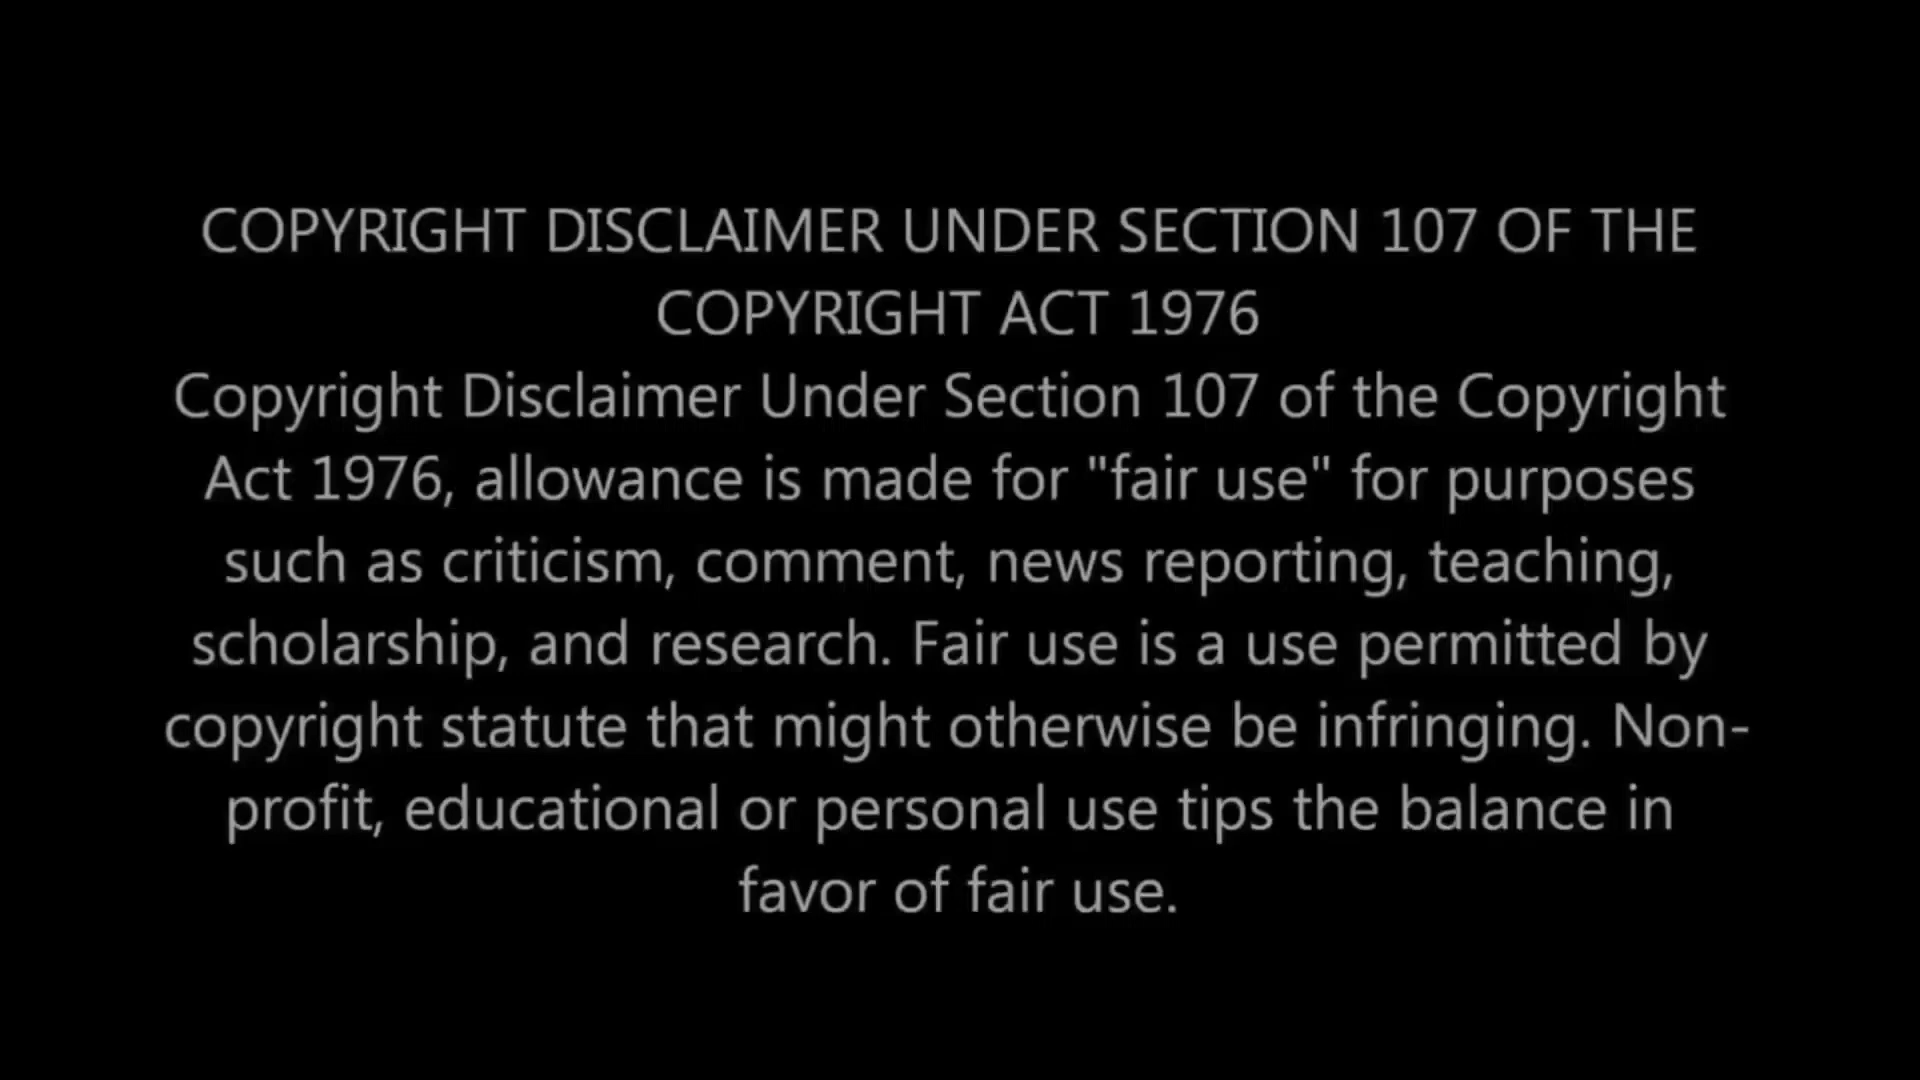 COPYRIGHT DISCLAIMER UNDER SECTION 107 OF THE
COPYRIGHT ACT 1976
Copyright Disclaimer Under Section 107 of the Copyright
Act 1976, allowance is made for "fair use" for purposes
such as criticism, comment, news reporting, teaching,
scholarship, and research. Fair use is a use permitted by
copyright statute that might otherwise be infringing. Non-
profit, educational or personal use tips the balance in
favor of fair use.